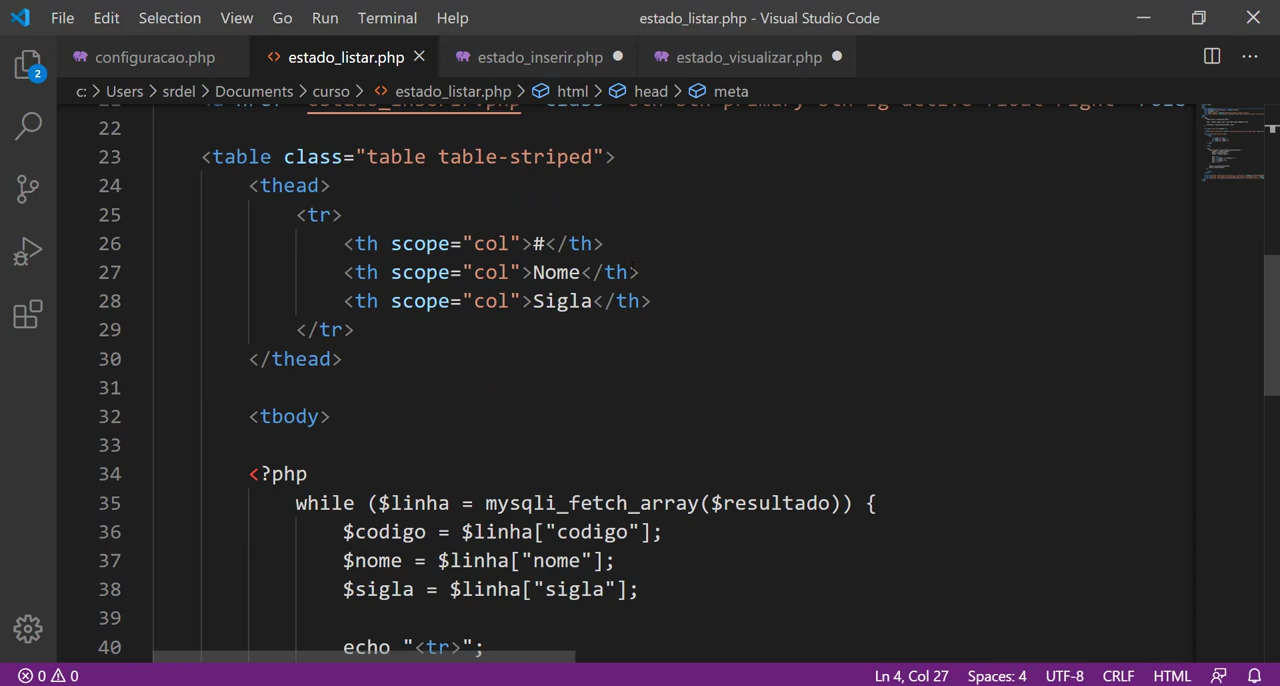 File Edit Selection View Go Run Terminal Help estado_listar.php - Visual Studio Code
configuracao.php estado_listar.php estado_inserir.php estado_visualizar.php
2
c: > Users > srdel > Documents > curso > estado_listar.php > html > head > meta
22
23 <table class="table table-striped">
24 <thead>
25 <tr>
26 <th scope="col">#</th>
27 <th scope="col">Nome</th>
28 <th scope="col">Sigla</th>
29 </tr>
30 </thead>
31
32 <tbody>
33
34 <?php
35 while ($linha = mysqli_fetch_array($resultado)) {
36 $codigo = $linha["codigo"];
37 $nome = $linha["nome"];
38 $sigla = $linha["sigla"];
39
40 echo "<tr>";
0 0 Ln 4, Col 27 Spaces: 4 UTF-8 CRLF HTML